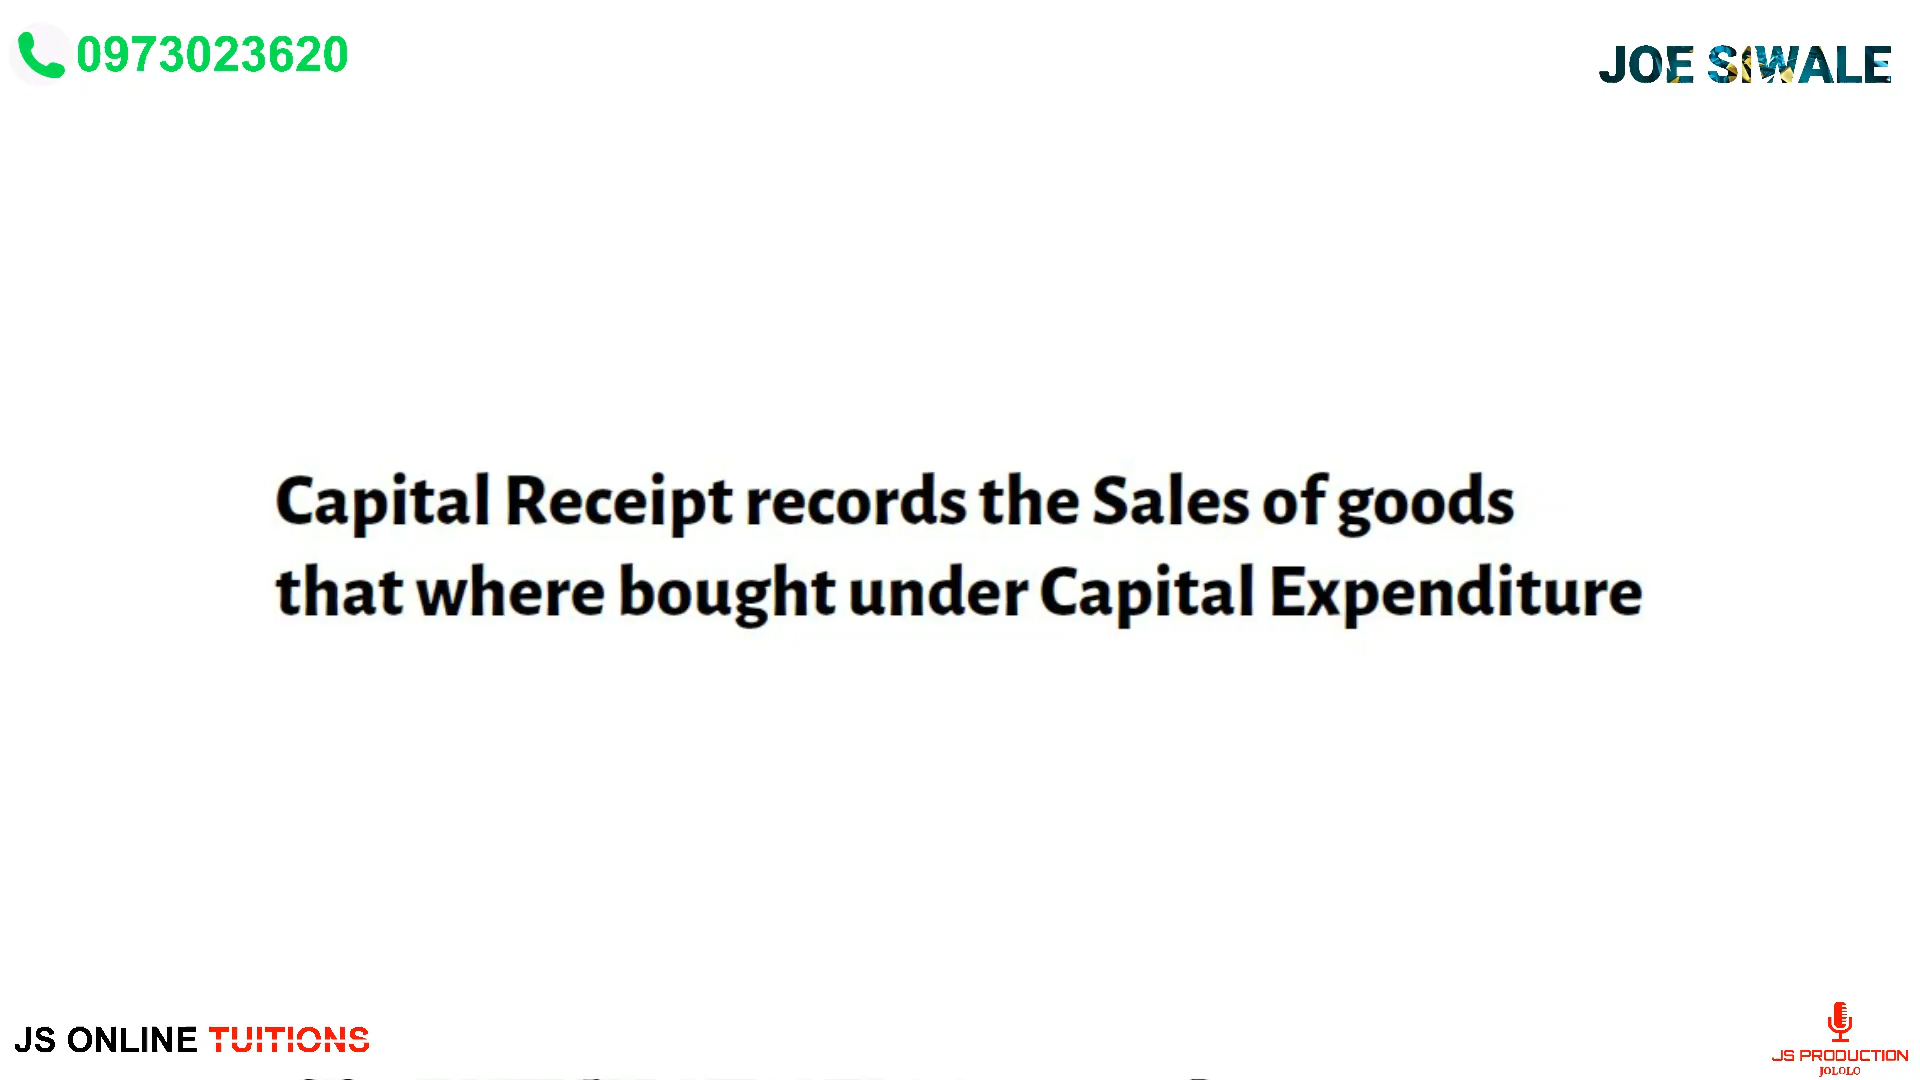 0973023620
JOE SIWALE
Capital Receipt records the Sales of goods
that where bought under Capital Expenditure
JS ONLINE TUITIONS
JS PRODUCTION
JOLOLO